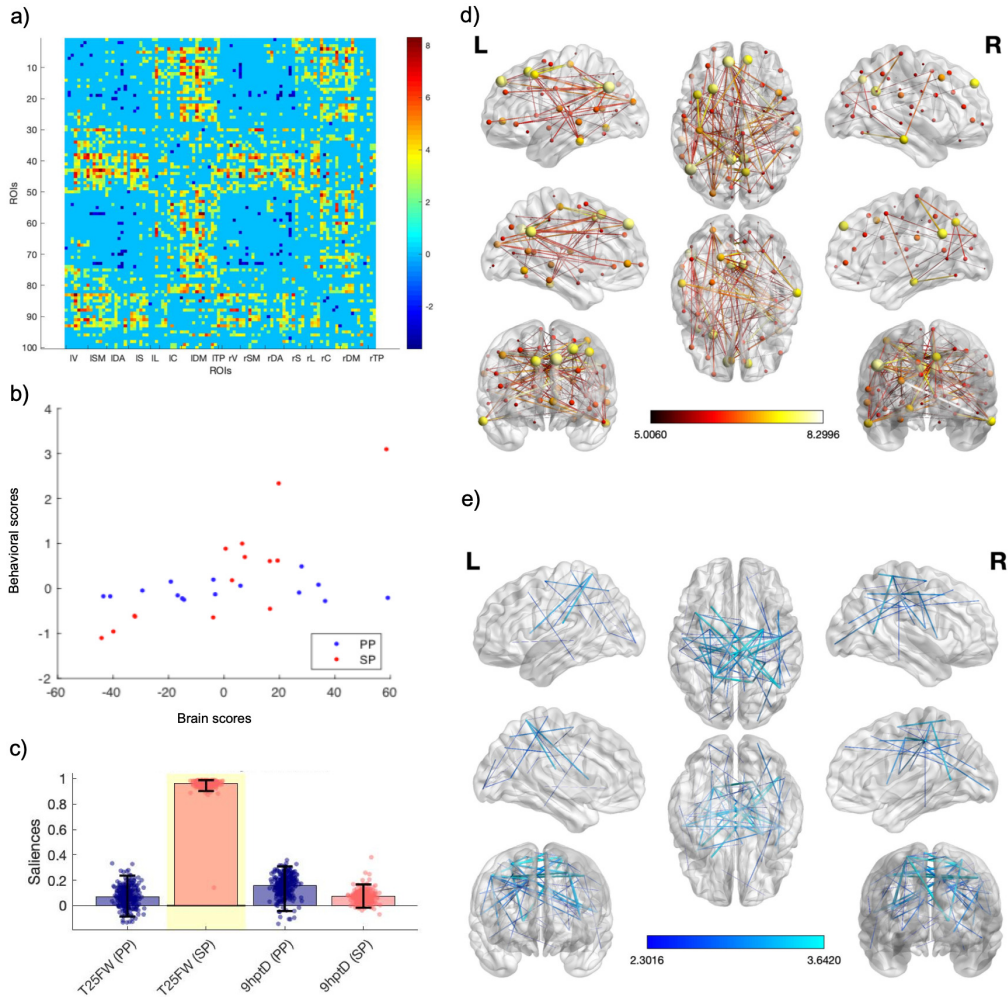 a)
10
20
30
40
50
60
70
80
90
100
ROIs
lV lSM lDA lS lL lC lDM lTP rV rSM rDA rS rL rC rDM rTP
ROIs
8
6
4
2
0
-2
b)
4
3
2
1
0
-1
-2
Behavioral scores
-60 -40 -20 0 20 40 60
Brain scores
PP
SP
c)
1
0.8
0.6
0.4
0.2
0
Saliences
T25FW (PP) T25FW (SP) 9hptD (PP) 9hptD (SP)
d)
L R
5.0060 8.2996
e)
L R
2.3016 3.6420